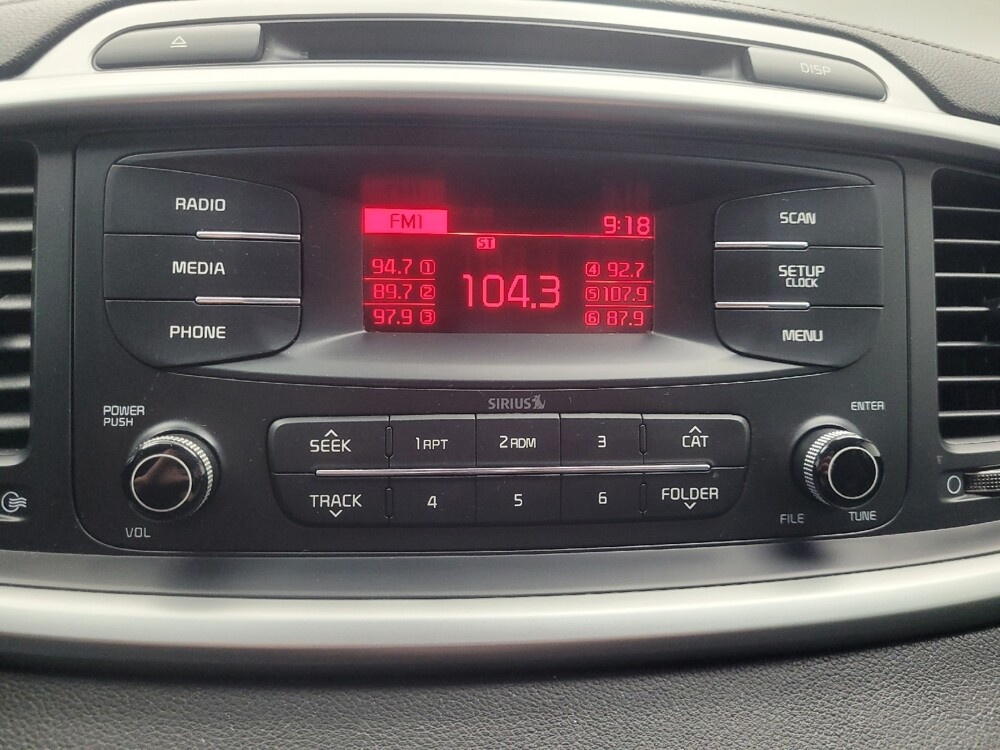 DISP
RADIO
MEDIA
PHONE
FM1 9:18
ST
94.7 1
89.7 2
97.9 3
104.3
4 92.7
5 107.9
6 87.9
SCAN
SETUP
CLOCK
MENU
SIRIUS
POWER
PUSH
VOL
SEEK 1 RPT 2 RDM 3 CAT
TRACK 4 5 6 FOLDER
ENTER
FILE TUNE